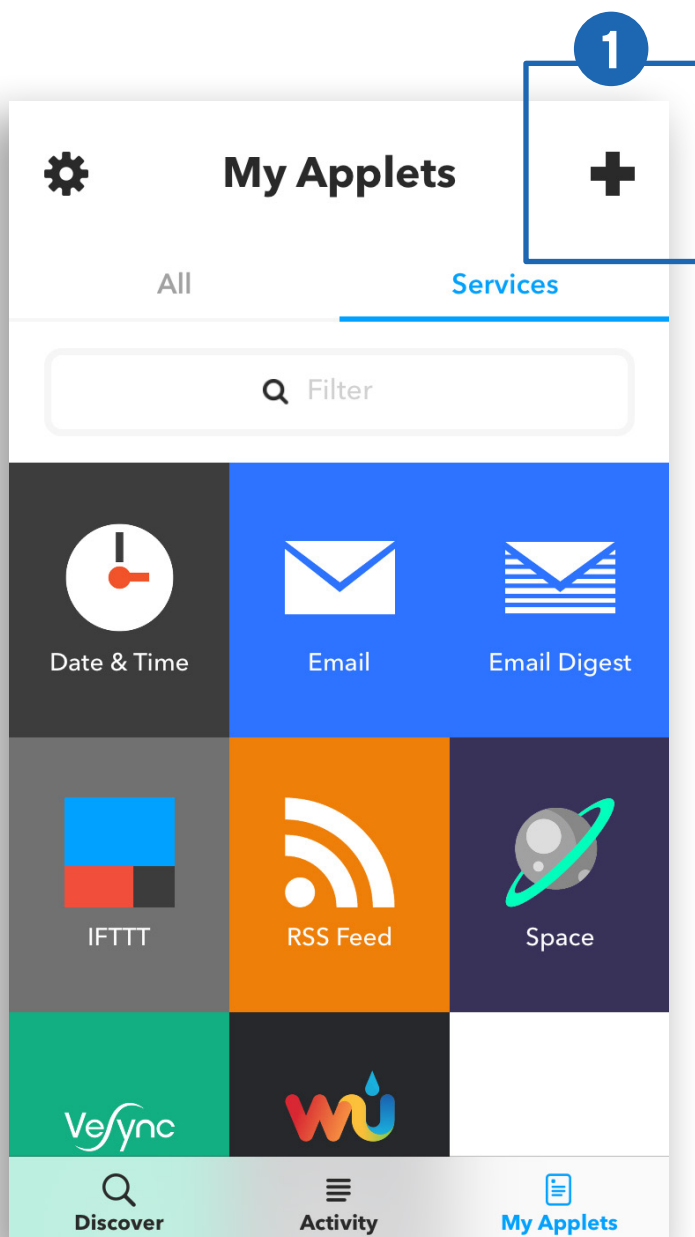 1
My Applets
All Services
Filter
Date & Time Email Email Digest
IFTTT RSS Feed Space
VeSync wu
Discover Activity My Applets